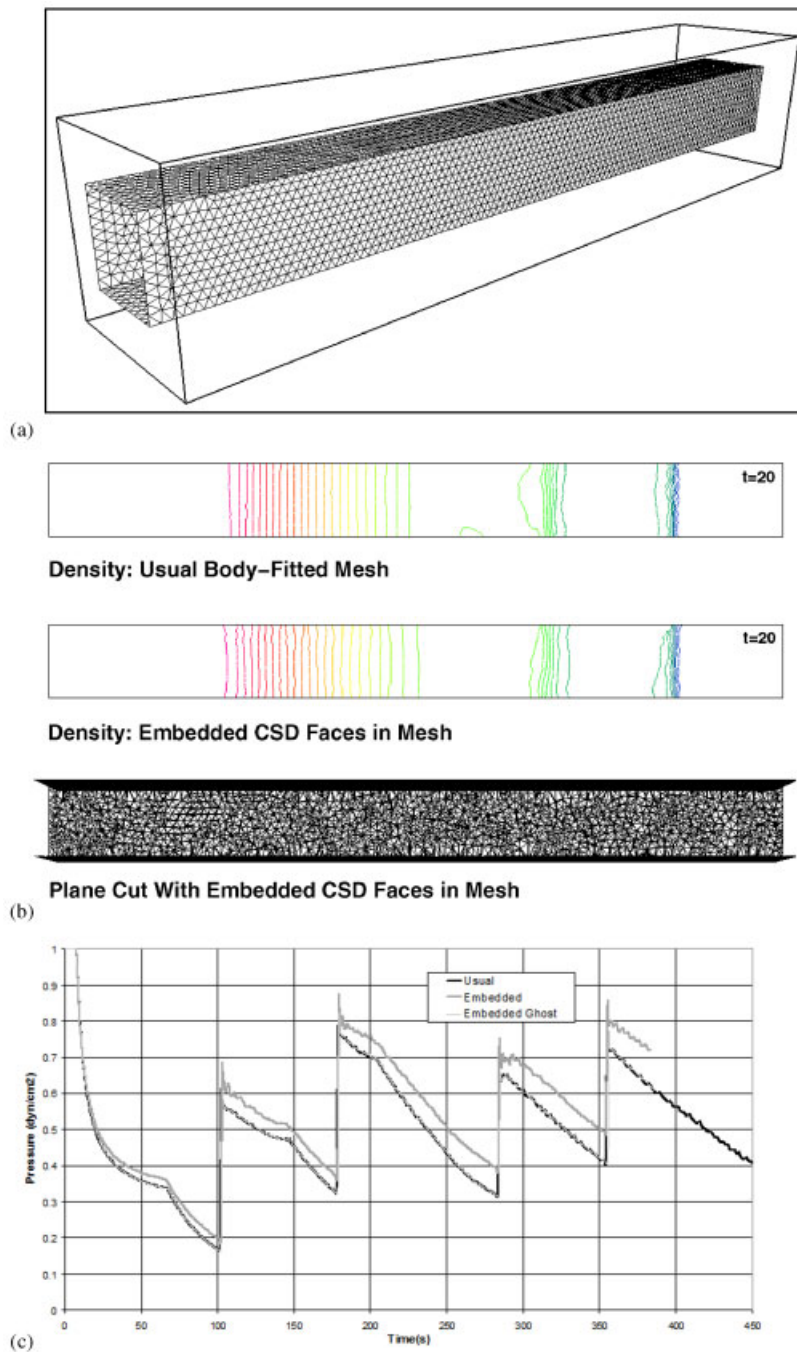 (a)
t=20
Density: Usual Body-Fitted Mesh
t=20
Density: Embedded CSD Faces in Mesh
Plane Cut With Embedded CSD Faces in Mesh
(b)
1
0.9
0.8
0.7
0.6
0.5
0.4
0.3
0.2
0.1
0
Pressure (dyn/cm2)
Usual
Embedded
Embedded Ghost
0 50 100 150 200 250 300 350 400 450
Time(s)
(c)